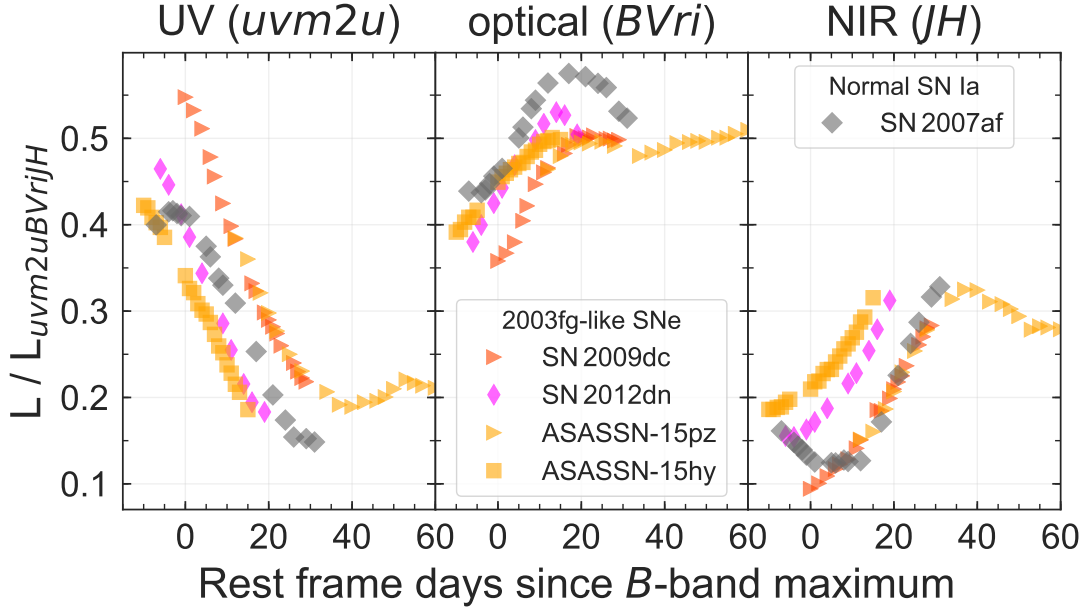 UV (uvm2u) optical (BVri) NIR (JH)
L / Luvm2uBVriJH
0.5
0.4
0.3
0.2
0.1
Normal SN Ia
SN 2007af
2003fg-like SNe
SN 2009dc
SN 2012dn
ASASSN-15pz
ASASSN-15hy
0 20 40 60 0 20 40 60 0 20 40 60
Rest frame days since B-band maximum